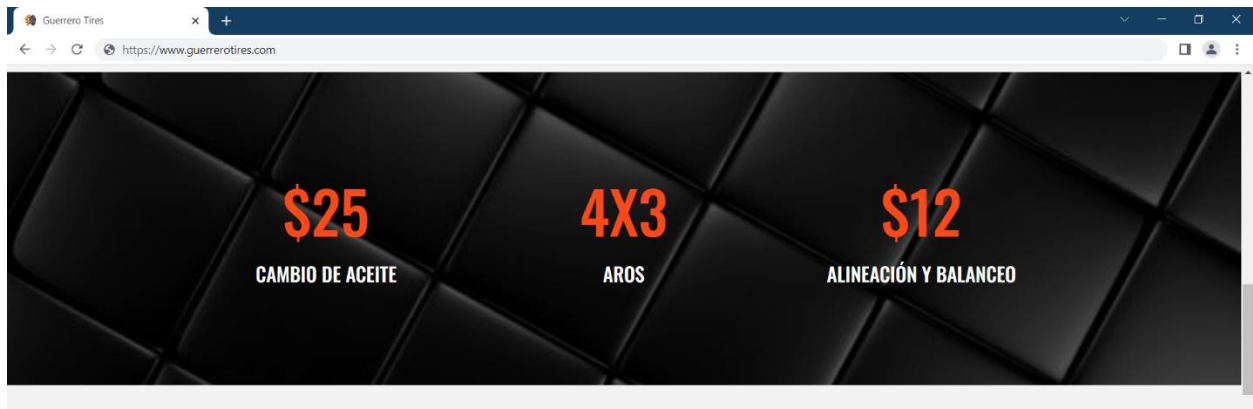 Guerrero Tires
https://www.guerrerotires.com
$25 4X3 $12
CAMBIO DE ACEITE AROS ALINEACIÓN Y BALANCEO